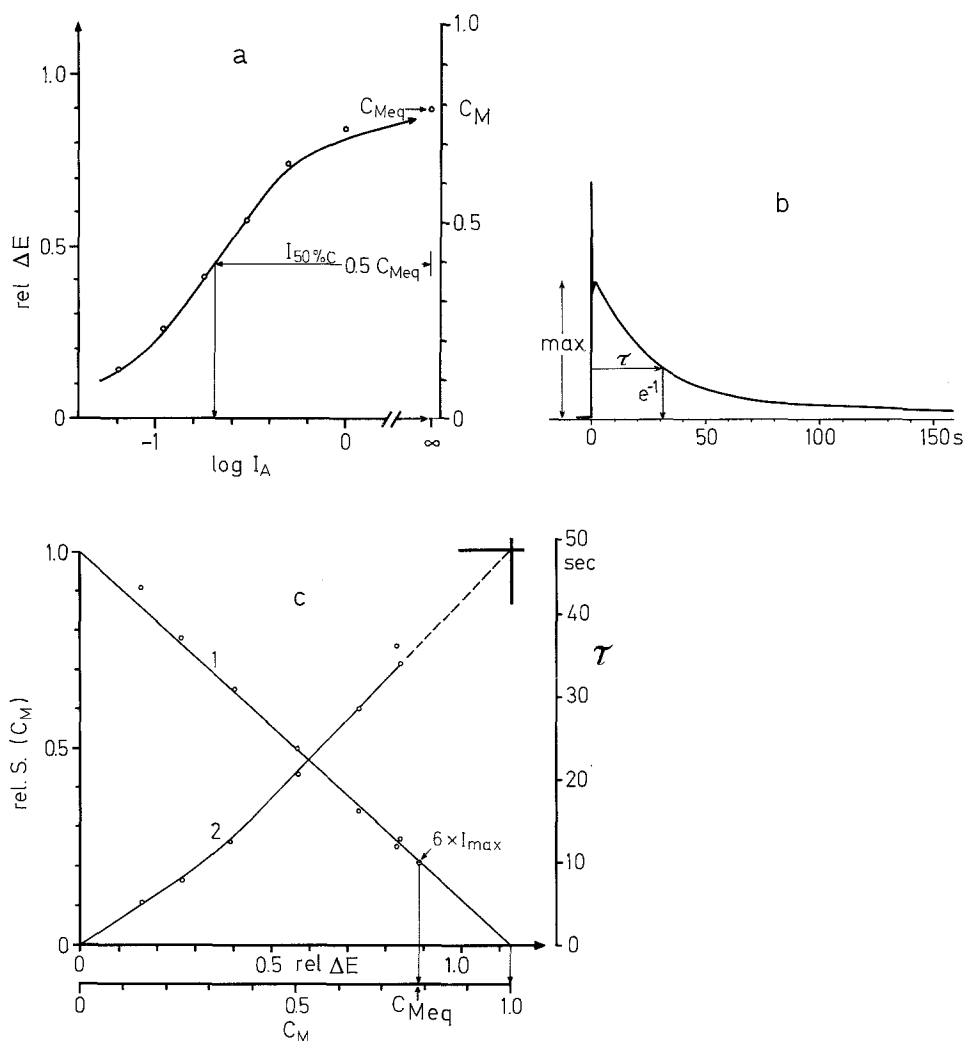 a
1.0
0.5
0
rel ΔE
-1
0
∞
log I_A
1.0
C_M
0.5
0
C_Meq
I_50%C
0.5 C_Meq
b
max
τ
e⁻¹
0
50
100
150 s
c
1.0
0.5
0
rel. S. (C_M)
1
2
6 × I_max
50
sec
40
30
20
10
0
τ
0
0.5
rel ΔE
1.0
0
0.5
C_Meq
1.0
C_M